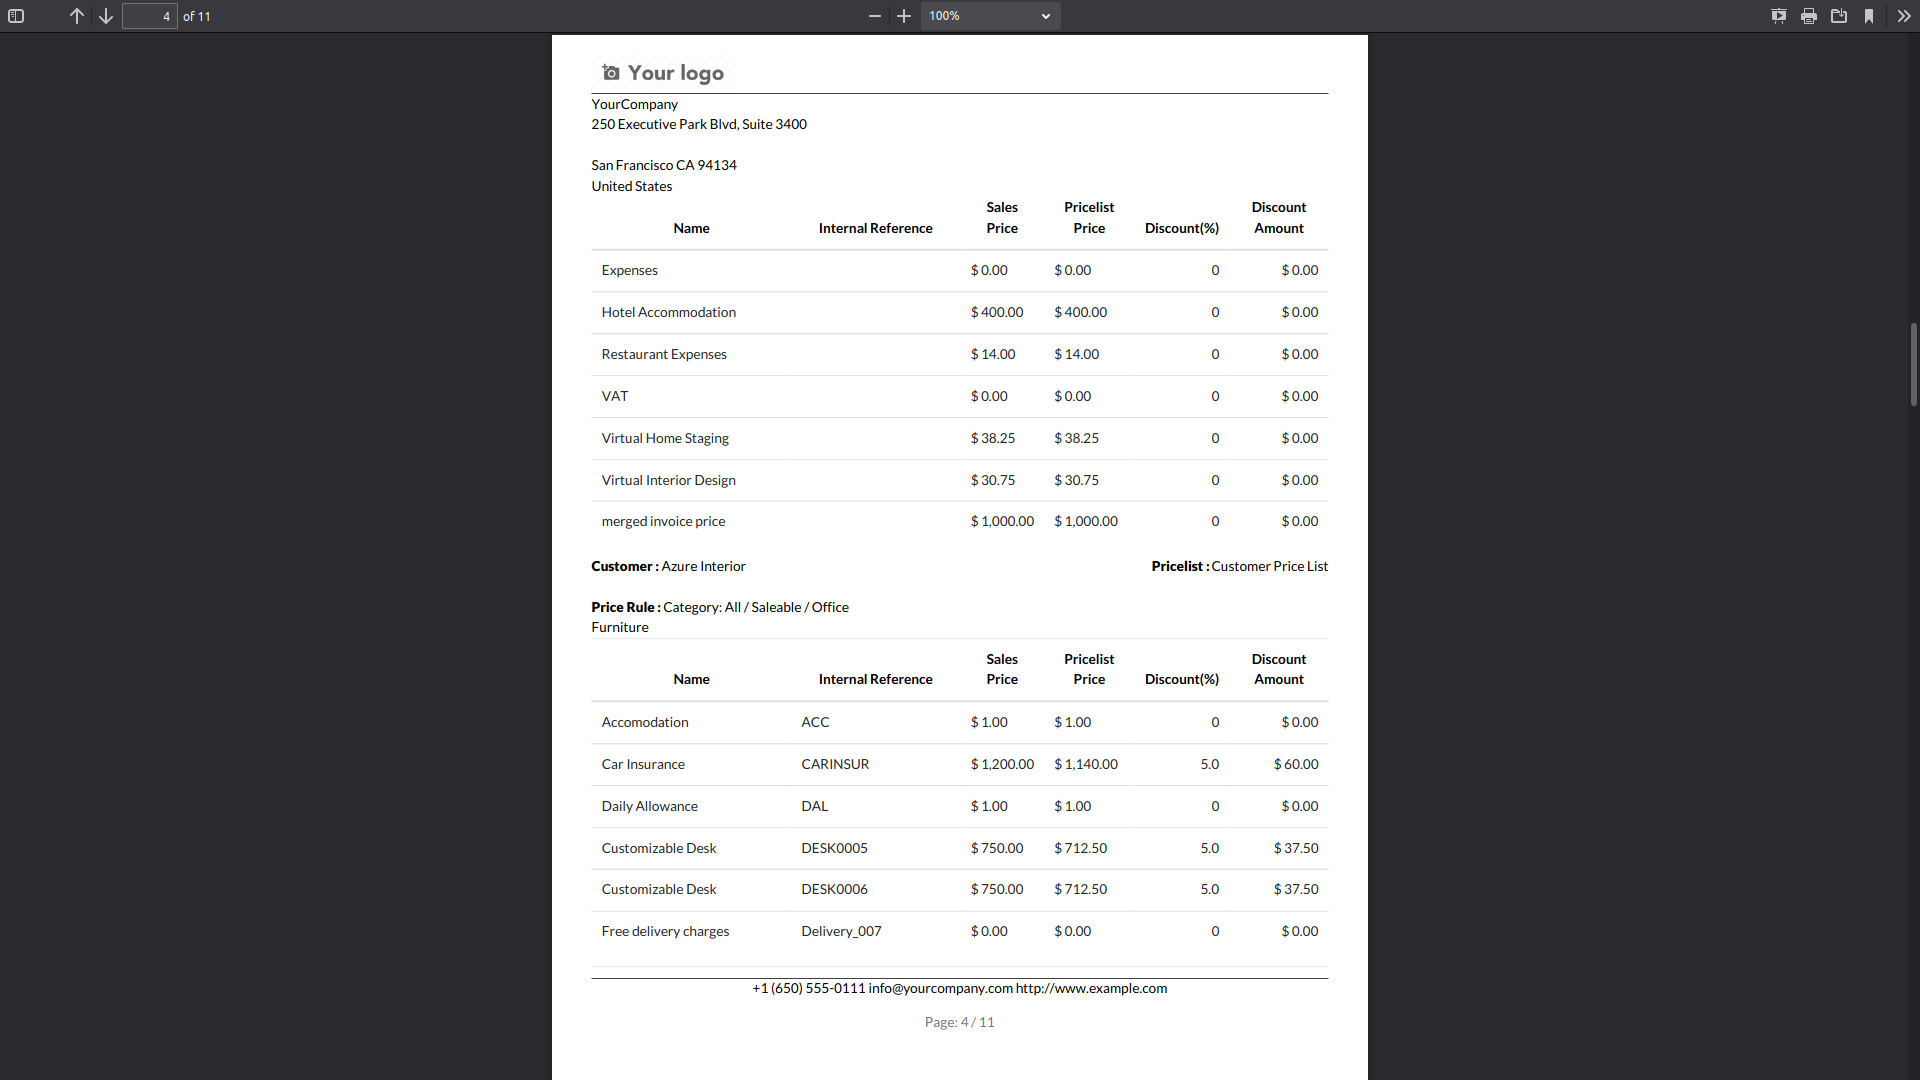 4 of 11 100%
Your logo
YourCompany
250 Executive Park Blvd, Suite 3400
San Francisco CA 94134
United States
Name Internal Reference Sales Price Pricelist Price Discount(%) Discount Amount
Expenses $ 0.00 $ 0.00 0 $ 0.00
Hotel Accommodation $ 400.00 $ 400.00 0 $ 0.00
Restaurant Expenses $ 14.00 $ 14.00 0 $ 0.00
VAT $ 0.00 $ 0.00 0 $ 0.00
Virtual Home Staging $ 38.25 $ 38.25 0 $ 0.00
Virtual Interior Design $ 30.75 $ 30.75 0 $ 0.00
merged invoice price $ 1,000.00 $ 1,000.00 0 $ 0.00
Customer : Azure Interior Pricelist : Customer Price List
Price Rule : Category: All / Saleable / Office
Furniture
Name Internal Reference Sales Price Pricelist Price Discount(%) Discount Amount
Accomodation ACC $ 1.00 $ 1.00 0 $ 0.00
Car Insurance CARINSUR $ 1,200.00 $ 1,140.00 5.0 $ 60.00
Daily Allowance DAL $ 1.00 $ 1.00 0 $ 0.00
Customizable Desk DESK0005 $ 750.00 $ 712.50 5.0 $ 37.50
Customizable Desk DESK0006 $ 750.00 $ 712.50 5.0 $ 37.50
Free delivery charges Delivery_007 $ 0.00 $ 0.00 0 $ 0.00
+1 (650) 555-0111 info@yourcompany.com http://www.example.com
Page: 4 / 11